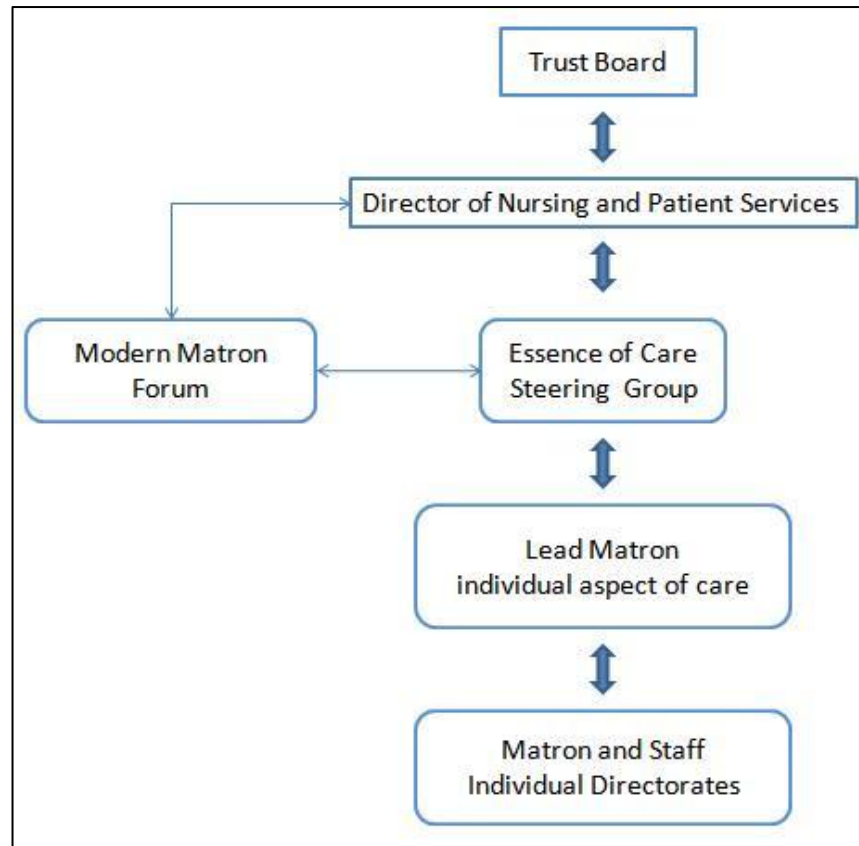 Trust Board
Director of Nursing and Patient Services
Modern Matron
Forum
Essence of Care
Steering Group
Lead Matron
individual aspect of care
Matron and Staff
Individual Directorates